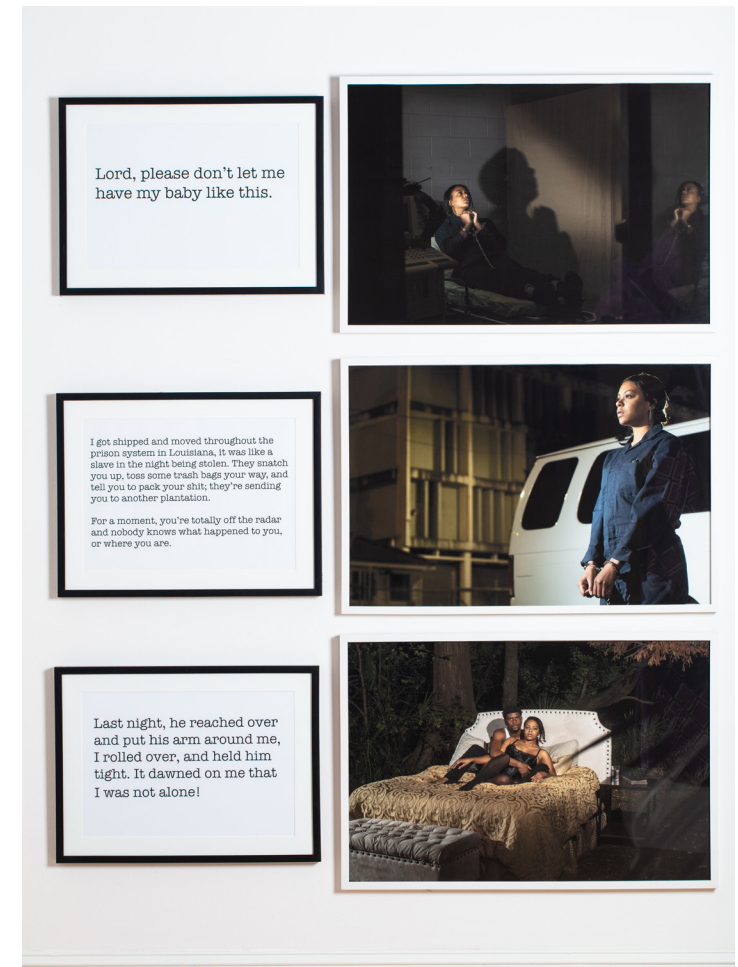 Lord, please don't let me
have my baby like this.
I got shipped and moved throughout the
prison system in Louisiana, it was like a
slave in the night being stolen. They snatch
you up, toss some trash bags your way, and
tell you to pack your shit; they're sending
you to another plantation.
For a moment, you're totally off the radar
and nobody knows what happened to you,
or where you are.
Last night, he reached over
and put his arm around me,
I rolled over, and held him
tight. It dawned on me that
I was not alone!